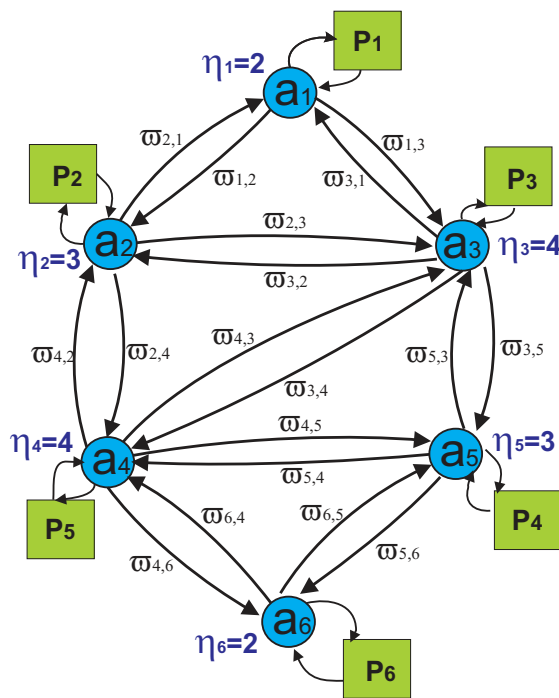 P1
η1=2
a1
ϖ2,1
ϖ1,3
P2
ϖ1,2
ϖ3,1
P3
ϖ2,3
a2
a3
η2=3
η3=4
ϖ3,2
ϖ4,2
ϖ2,4
ϖ4,3
ϖ5,3
ϖ3,5
ϖ3,4
η4=4
ϖ4,5
η5=3
a4
a5
ϖ5,4
P5
P4
ϖ6,4
ϖ6,5
ϖ4,6
ϖ5,6
a6
η6=2
P6